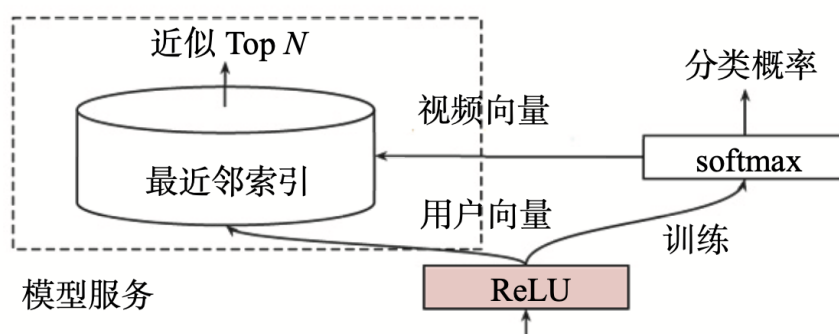 近似 Top N
分类概率
视频向量
最近邻索引
softmax
用户向量
训练
模型服务
ReLU